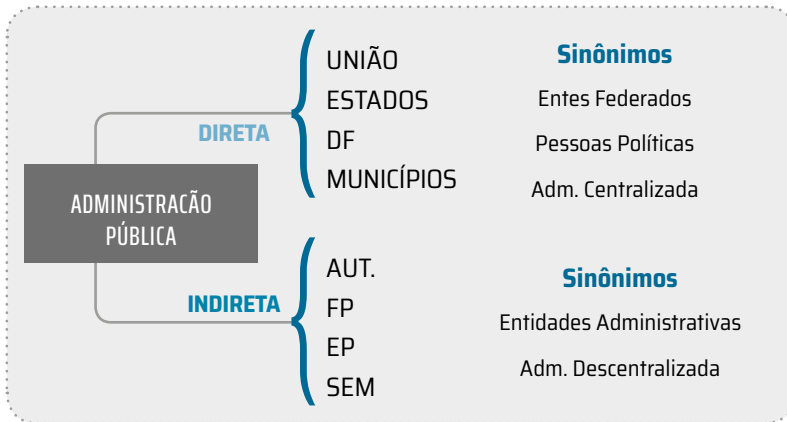 ADMINISTRACÃO
PÚBLICA
DIRETA
UNIÃO
ESTADOS
DF
MUNICÍPIOS
Sinônimos
Entes Federados
Pessoas Políticas
Adm. Centralizada
INDIRETA
AUT.
FP
EP
SEM
Sinônimos
Entidades Administrativas
Adm. Descentralizada